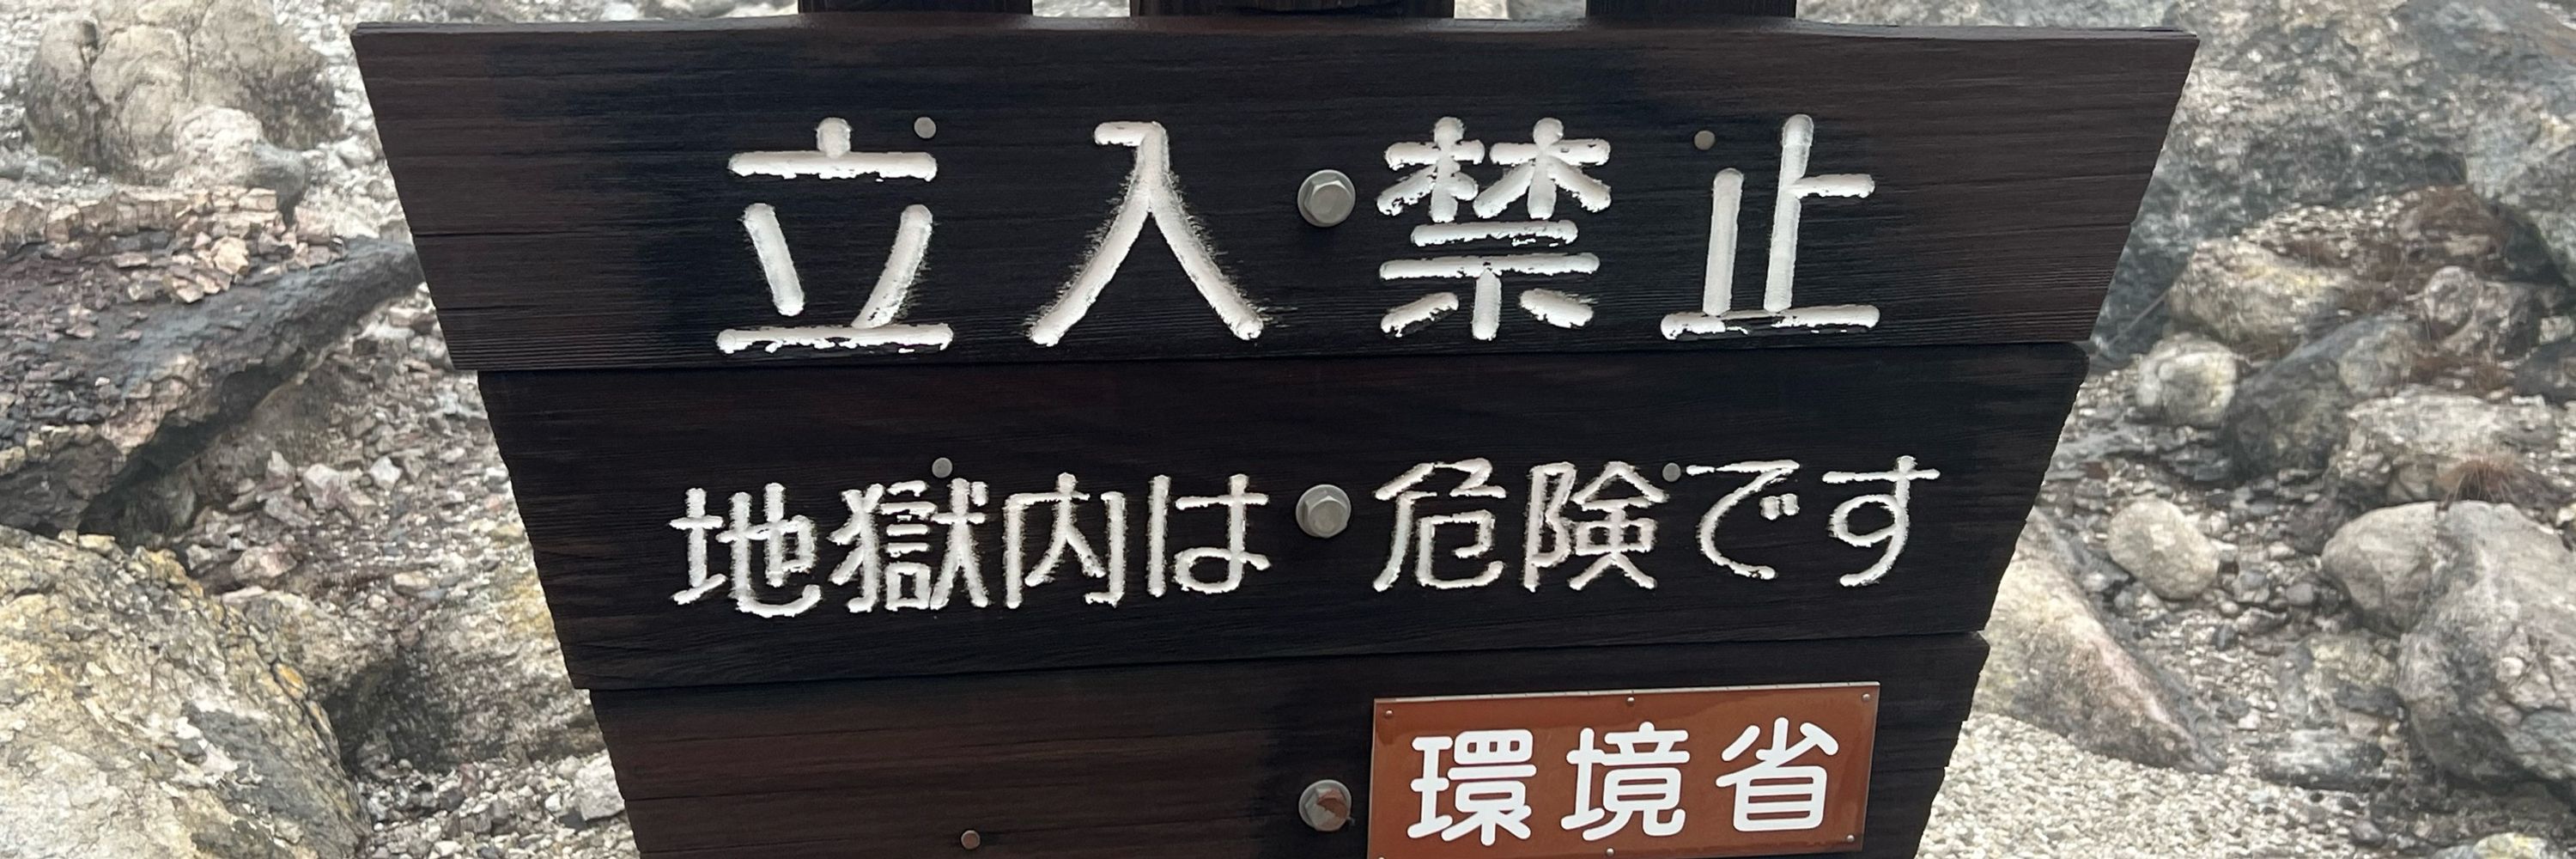 立入禁止
地獄内は危険です
環境省